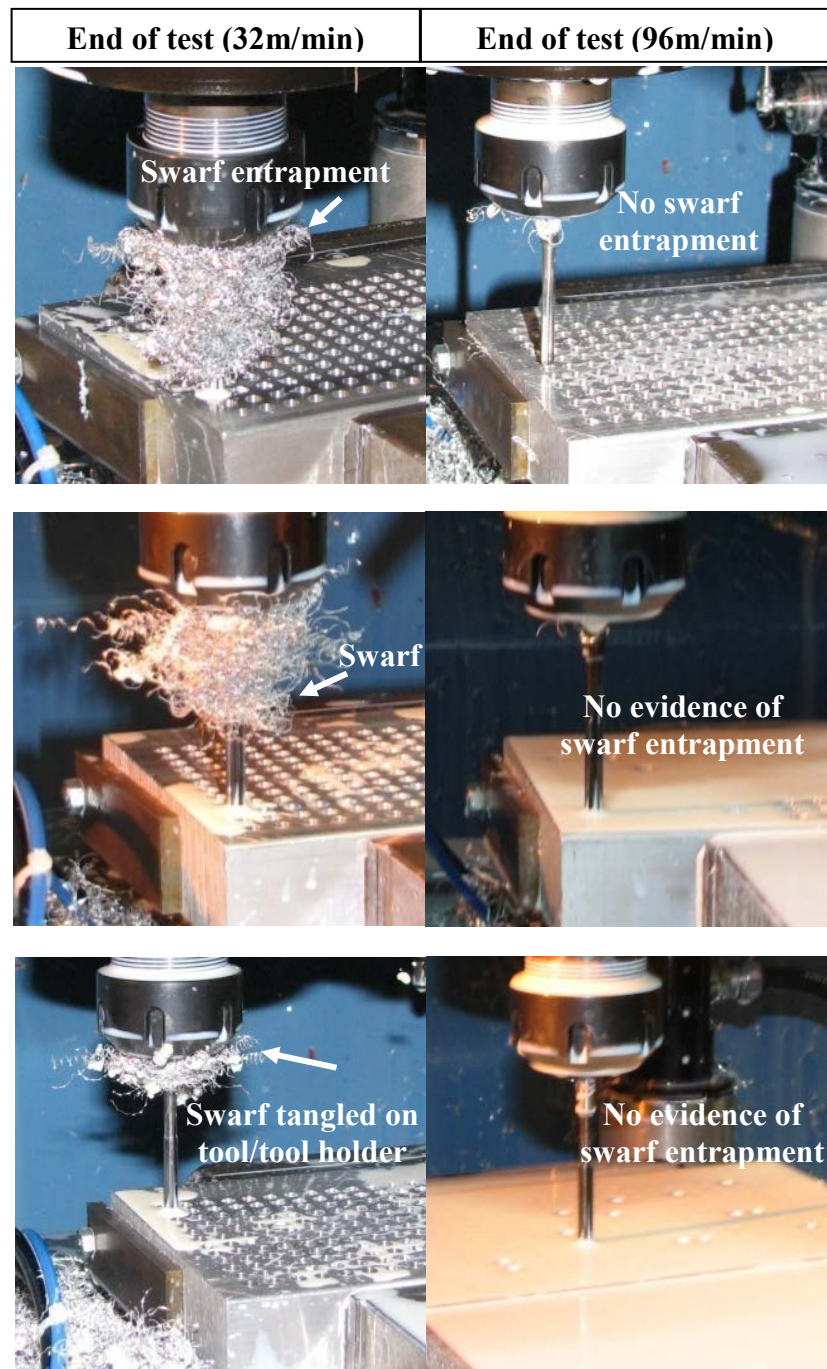 End of test (32m/min)
End of test (96m/min)
Swarf entrapment
No swarf
entrapment
Swarf
No evidence of
swarf entrapment
Swarf tangled on
tool/tool holder
No evidence of
swarf entrapment